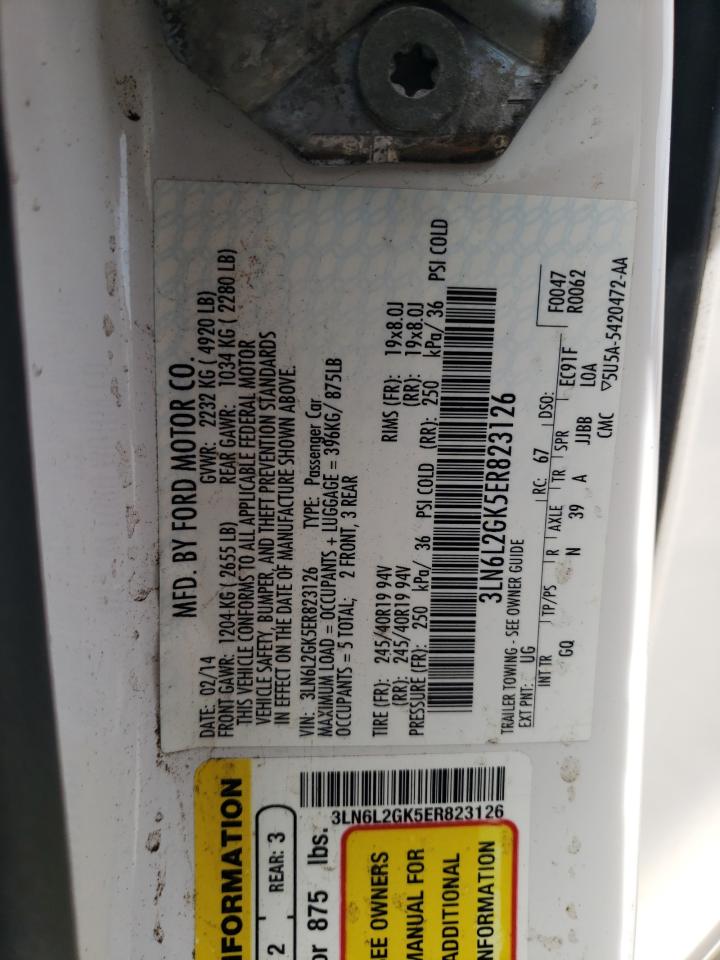 MFD. BY FORD MOTOR CO.
DATE: 02/14 GVWR: 2232 KG ( 4920 LB)
FRONT GAWR: 1204 KG ( 2655 LB) REAR GAWR: 1034 KG ( 2280 LB)
THIS VEHICLE CONFORMS TO ALL APPLICABLE FEDERAL MOTOR
VEHICLE SAFETY, BUMPER, AND THEFT PREVENTION STANDARDS
IN EFFECT ON THE DATE OF MANUFACTURE SHOWN ABOVE.
VIN: 3LN6L2GK5ER823126 TYPE: Passenger Car
MAXIMUM LOAD = OCCUPANTS + LUGGAGE = 396KG/ 875LB
OCCUPANTS = 5 TOTAL; 2 FRONT, 3 REAR
TIRE (FR): 245/40R19 94V RIMS (FR): 19x8.0J
(RR): 245/40R19 94V (RR): 19x8.0J
PRESSURE (FR): 250 kPa/ 36 PSI COLD (RR): 250 kPa/ 36 PSI COLD
3LN6L2GK5ER823126
TRAILER TOWING - SEE OWNER GUIDE
EXT PNT: UG RC: 67 DSO: F0047
R0062
INT TR TP/PS R AXLE TR SPR EC91F
GQ N 39 A JJBB LOA
CMC ▽5U5A-5420472-AA
FORMATION
2 REAR: 3
or 875 lbs.
3LN6L2GK5ER823126
SEE OWNERS
MANUAL FOR
ADDITIONAL
INFORMATION